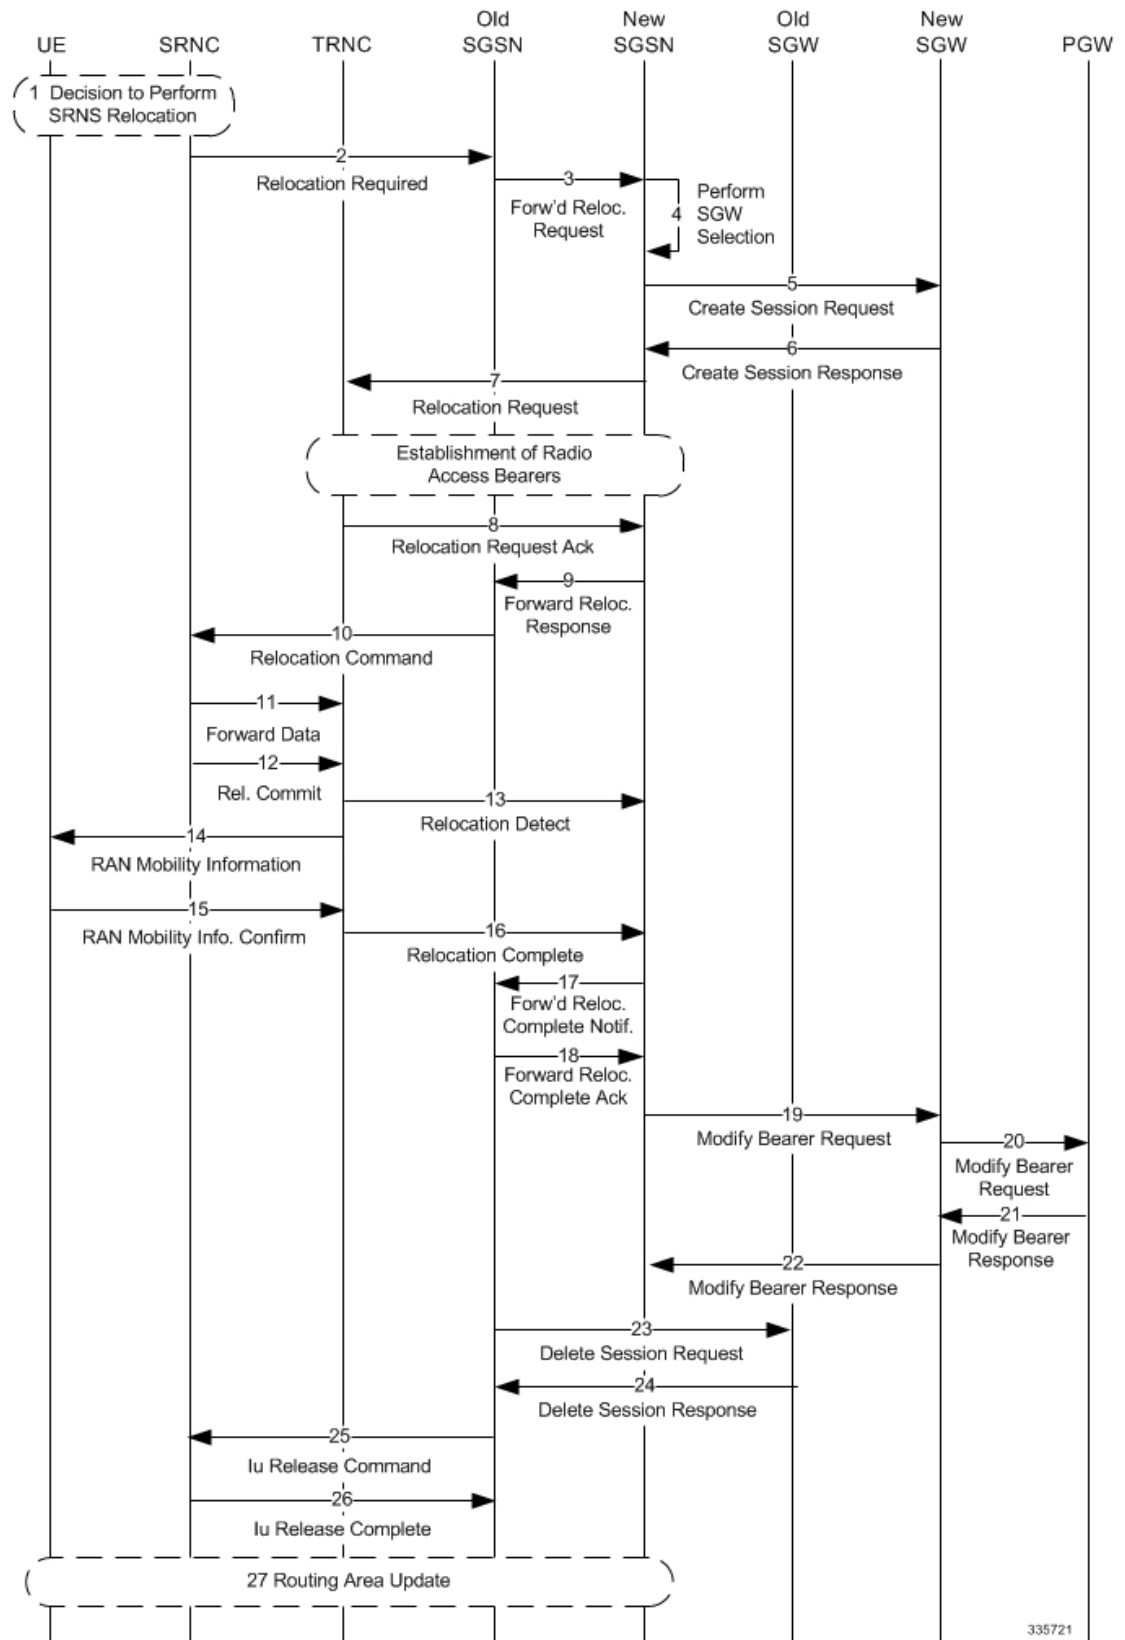 Old New Old New
UE SRNC TRNC SGSN SGSN SGW SGW PGW
1 Decision to Perform
SRNS Relocation
2
Relocation Required
3
Forw'd Reloc.
Request
4
Perform
SGW
Selection
5
Create Session Request
6
Create Session Response
7
Relocation Request
Establishment of Radio
Access Bearers
8
Relocation Request Ack
9
Forward Reloc.
Response
10
Relocation Command
11
Forward Data
12
Rel. Commit
13
Relocation Detect
14
RAN Mobility Information
15
RAN Mobility Info. Confirm
16
Relocation Complete
17
Forw'd Reloc.
Complete Notif.
18
Forward Reloc.
Complete Ack
19
Modify Bearer Request
20
Modify Bearer
Request
21
Modify Bearer
Response
22
Modify Bearer Response
23
Delete Session Request
24
Delete Session Response
25
Iu Release Command
26
Iu Release Complete
27 Routing Area Update
335721